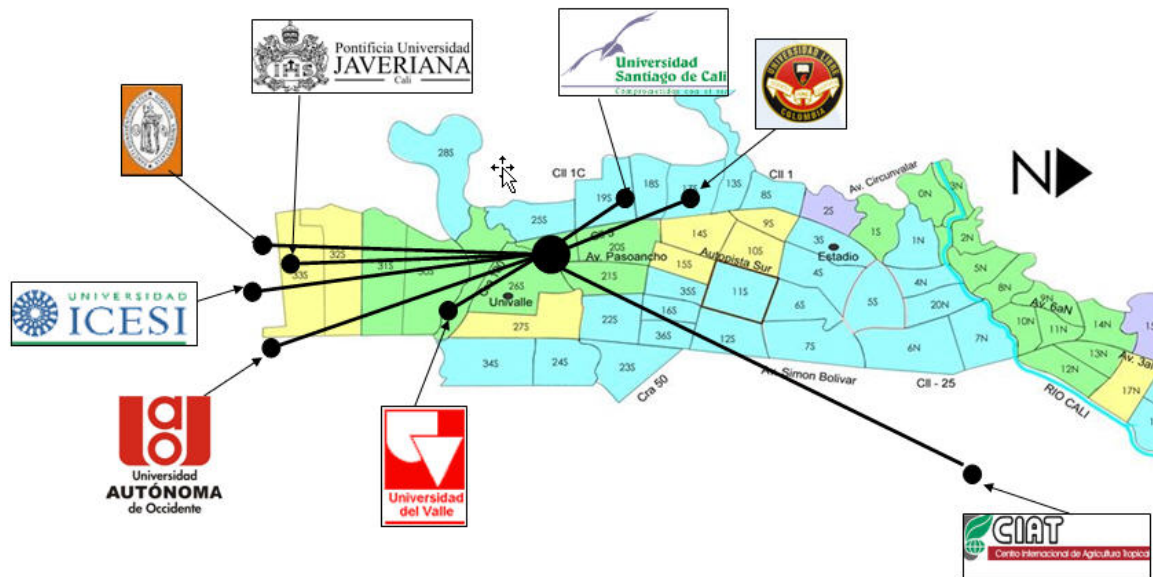 Pontificia Universidad
JAVERIANA
Cali
Universidad
Santiago de Cali
UNIVERSIDAD LIBRE
COLOMBIA
N
28S
Cll 1C
Cll 1
Av. Circunvalar
0N
3N
19S
18S
17S
13S
8S
2S
1S
1N
2N
25S
20S
14S
9S
3S
Estadio
Av. Pasoancho
10S
Autopista Sur
15S
4S
5N
4N
8N
9N
Av. 6aN
33S
32S
31S
30S
26S
Univalle
21S
35S
11S
6S
5S
20N
10N
11N
14N
27S
22S
16S
36S
12S
7S
6N
7N
12N
13N
Av. 3aN
17N
34S
24S
23S
Cra 50
Av. Simon Bolivar
Cll - 25
RIO CALI
UNIVERSIDAD
ICESI
Universidad
AUTÓNOMA
de Occidente
Universidad
del Valle
CIAT
Centro Internacional de Agricultura Tropical